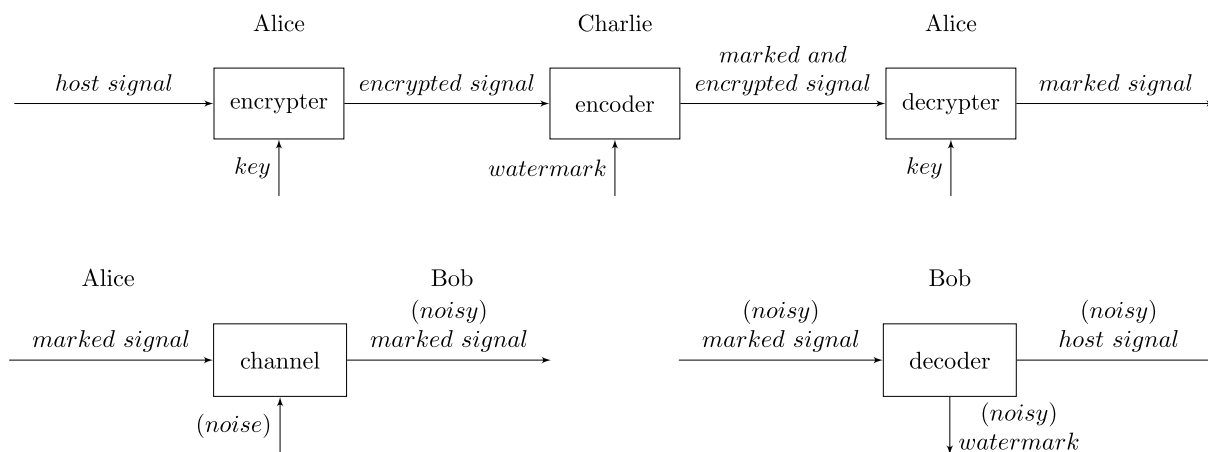 Alice
Charlie
Alice
host signal
encrypter
encrypted signal
encoder
marked and
encrypted signal
decrypter
marked signal
key
watermark
key
Alice
Bob
Bob
marked signal
channel
(noisy)
marked signal
(noisy)
marked signal
decoder
(noisy)
host signal
(noise)
(noisy)
watermark